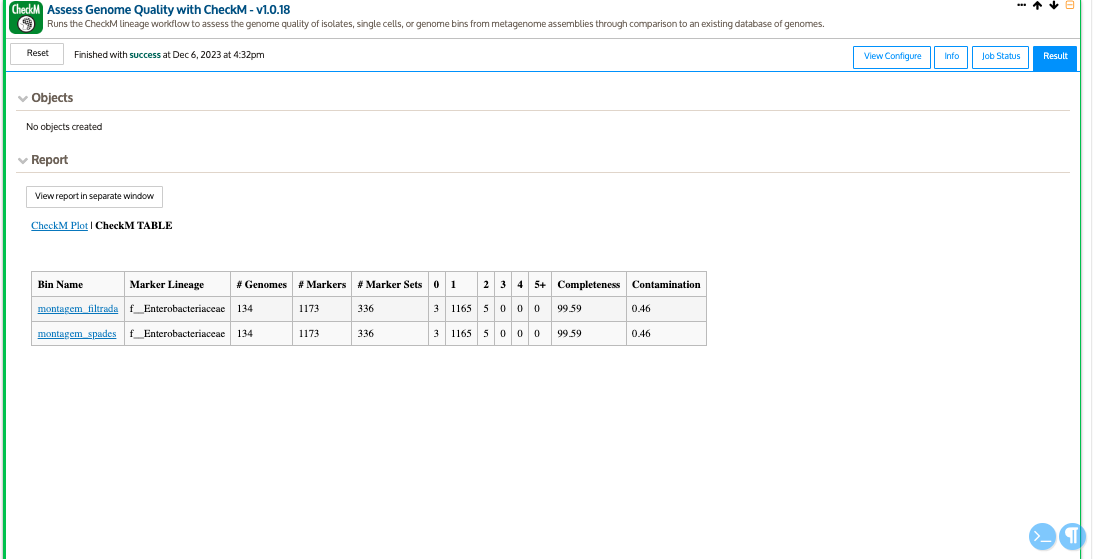 CheckM
Assess Genome Quality with CheckM - v1.0.18
Runs the CheckM lineage workflow to assess the genome quality of isolates, single cells, or genome bins from metagenome assemblies through comparison to an existing database of genomes.
Reset Finished with success at Dec 6, 2023 at 4:32pm View Configure Info Job Status Result
Objects
No objects created
Report
View report in separate window
CheckM Plot | CheckM TABLE
Bin Name Marker Lineage # Genomes # Markers # Marker Sets 0 1 2 3 4 5+ Completeness Contamination
montagem_filtrada f__Enterobacteriaceae 134 1173 336 3 1165 5 0 0 0 99.59 0.46
montagem_spades f__Enterobacteriaceae 134 1173 336 3 1165 5 0 0 0 99.59 0.46